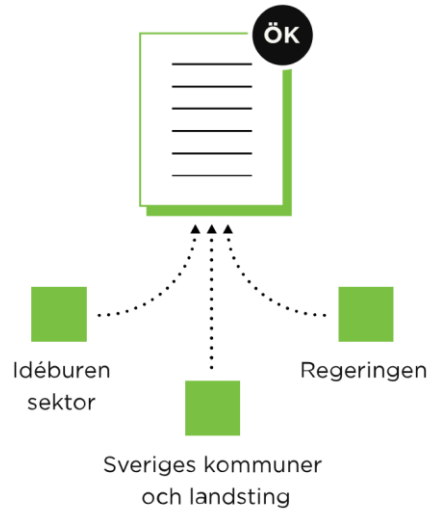 ÖK
Idéburen
sektor
Regeringen
Sveriges kommuner
och landsting